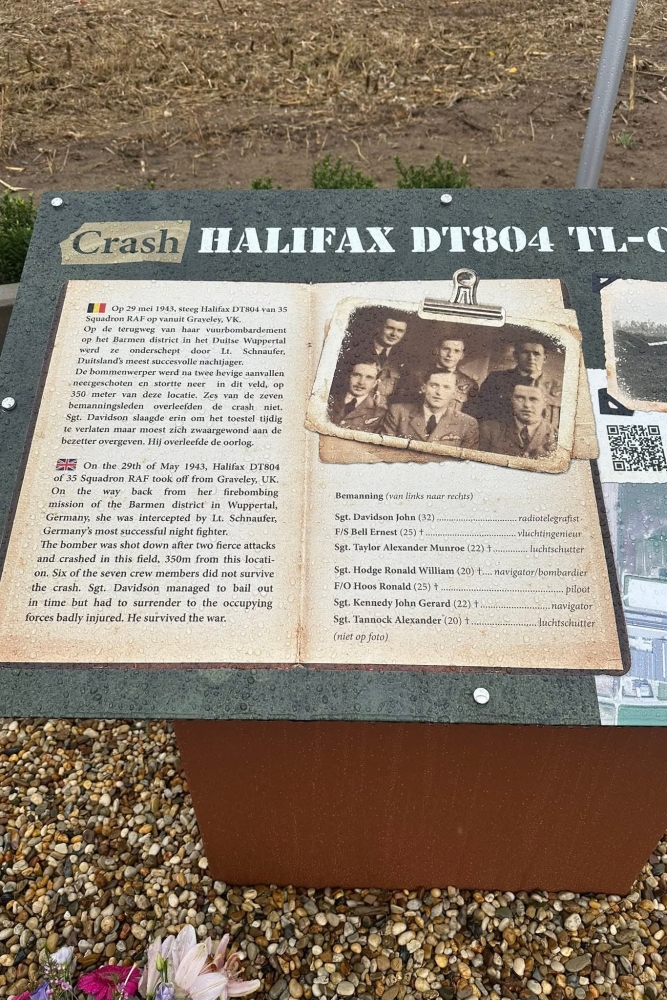 Crash HALIFAX DT804 TL-
Op 29 mei 1943, steeg Halifax DT804 van 35
Squadron RAF op vanuit Graveley, VK.
Op de terugweg van haar vuurbombardement
op het Barmen district in het Duitse Wuppertal
werd ze onderschept door Lt. Schnaufer,
Duitsland's meest succesvolle nachtjager.
De bommenwerper werd na twee hevige aanvallen
neergeschoten en stortte neer in dit veld, op
350 meter van deze locatie. Zes van de zeven
bemanningsleden overleefden de crash niet.
Sgt. Davidson slaagde erin om het toestel tijdig
te verlaten maar moest zich zwaargewond aan de
bezetter overgeven. Hij overleefde de oorlog.
On the 29th of May 1943, Halifax DT804
of 35 Squadron RAF took off from Graveley, UK.
On the way back from her firebombing
mission of the Barmen district in Wuppertal,
Germany, she was intercepted by Lt. Schnaufer,
Germany's most successful night fighter.
The bomber was shot down after two fierce attacks
and crashed in this field, 350m from this locati-
on. Six of the seven crew members did not survive
the crash. Sgt. Davidson managed to bail out
in time but had to surrender to the occupying
forces badly injured. He survived the war.
Bemanning (van links naar rechts)
Sgt. Davidson John (32) ............................ radiotelegrafist
F/S Bell Ernest (25) † ................................ vluchtingenieur
Sgt. Taylor Alexander Munroe (22) † ............ luchtschutter
Sgt. Hodge Ronald William (20) †.... navigator/bombardier
F/O Hoos Ronald (25) † ........................................... piloot
Sgt. Kennedy John Gerard (22) †........................ navigator
Sgt. Tannock Alexander (20) † ...................... luchtschutter
(niet op foto)